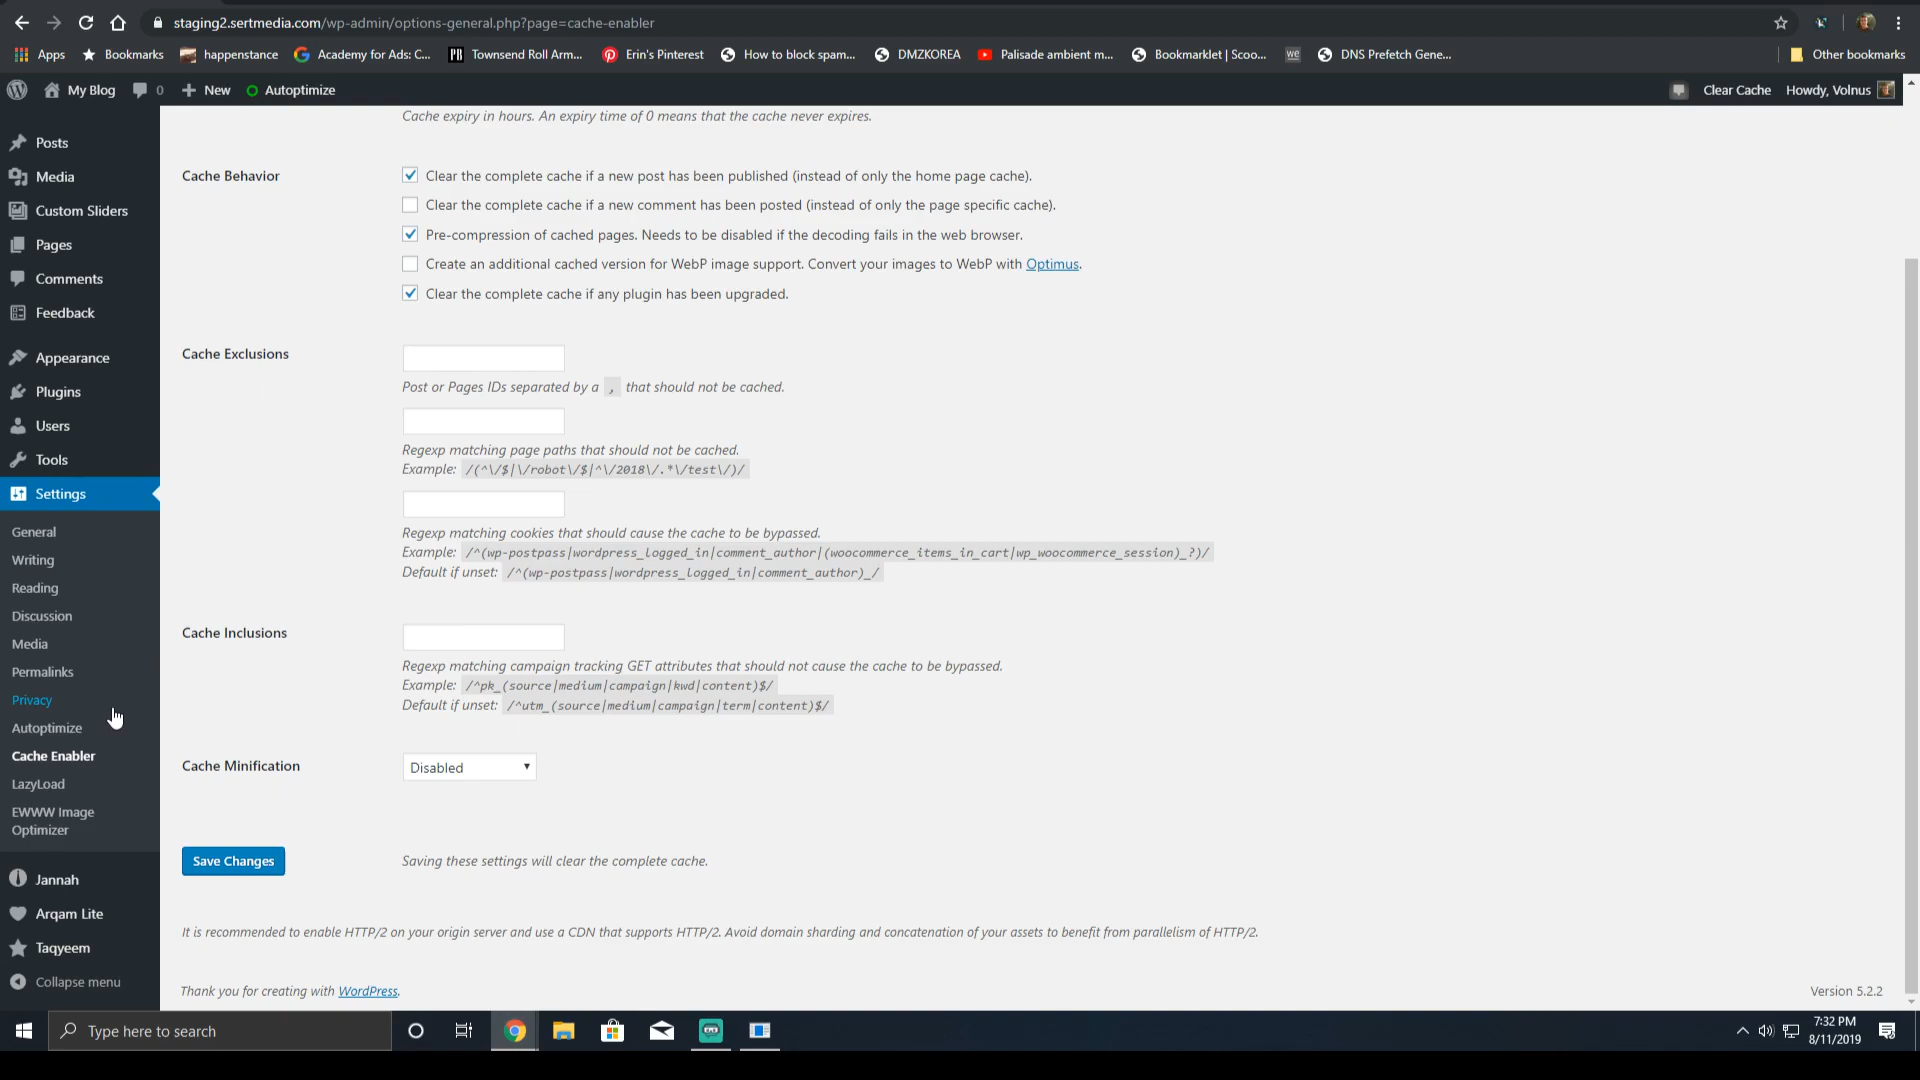 staging2.sertmedia.com/wp-admin/options-general.php?page=cache-enabler
Apps Bookmarks happenstance Academy for Ads: C... Townsend Roll Arm... Erin's Pinterest How to block spam... DMZKOREA Palisade ambient m... Bookmarklet | Scoo... we DNS Prefetch Gene... Other bookmarks
My Blog 0 New Autoptimize Clear Cache Howdy, Volnus
Posts
Media
Custom Sliders
Pages
Comments
Feedback
Appearance
Plugins
Users
Tools
Settings
General
Writing
Reading
Discussion
Media
Permalinks
Privacy
Autoptimize
Cache Enabler
LazyLoad
EWWW Image
Optimizer
Jannah
Arqam Lite
Taqyeem
Collapse menu
Cache expiry in hours. An expiry time of 0 means that the cache never expires.
Cache Behavior
Clear the complete cache if a new post has been published (instead of only the home page cache).
Clear the complete cache if a new comment has been posted (instead of only the page specific cache).
Pre-compression of cached pages. Needs to be disabled if the decoding fails in the web browser.
Create an additional cached version for WebP image support. Convert your images to WebP with Optimus.
Clear the complete cache if any plugin has been upgraded.
Cache Exclusions
Post or Pages IDs separated by a , that should not be cached.
Regexp matching page paths that should not be cached.
Example: /(^\/$|\/robot\/$|^\/2018\/.*\/test\/)/
Regexp matching cookies that should cause the cache to be bypassed.
Example: /^(wp-postpass|wordpress_logged_in|comment_author|(woocommerce_items_in_cart|wp_woocommerce_session)_?)/
Default if unset: /^(wp-postpass|wordpress_logged_in|comment_author)_/
Cache Inclusions
Regexp matching campaign tracking GET attributes that should not cause the cache to be bypassed.
Example: /^pk_(source|medium|campaign|kwd|content)$/
Default if unset: /^utm_(source|medium|campaign|term|content)$/
Cache Minification
Disabled
Save Changes
Saving these settings will clear the complete cache.
It is recommended to enable HTTP/2 on your origin server and use a CDN that supports HTTP/2. Avoid domain sharding and concatenation of your assets to benefit from parallelism of HTTP/2.
Thank you for creating with WordPress.
Version 5.2.2
Type here to search
7:32 PM
8/11/2019